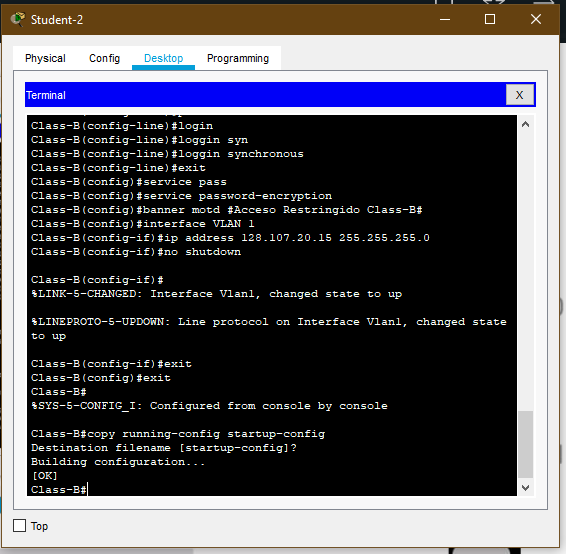 Student-2
Physical Config Desktop Programming
Terminal X
Class-B(config-line)#login
Class-B(config-line)#loggin syn
Class-B(config-line)#loggin synchronous
Class-B(config-line)#exit
Class-B(config)#service pass
Class-B(config)#service password-encryption
Class-B(config)#banner motd #Acceso Restringido Class-B#
Class-B(config)#interface VLAN 1
Class-B(config-if)#ip address 128.107.20.15 255.255.255.0
Class-B(config-if)#no shutdown
Class-B(config-if)#
%LINK-5-CHANGED: Interface Vlan1, changed state to up
%LINEPROTO-5-UPDOWN: Line protocol on Interface Vlan1, changed state
to up
Class-B(config-if)#exit
Class-B(config)#exit
Class-B#
%SYS-5-CONFIG_I: Configured from console by console
Class-B#copy running-config startup-config
Destination filename [startup-config]?
Building configuration...
[OK]
Class-B#
Top